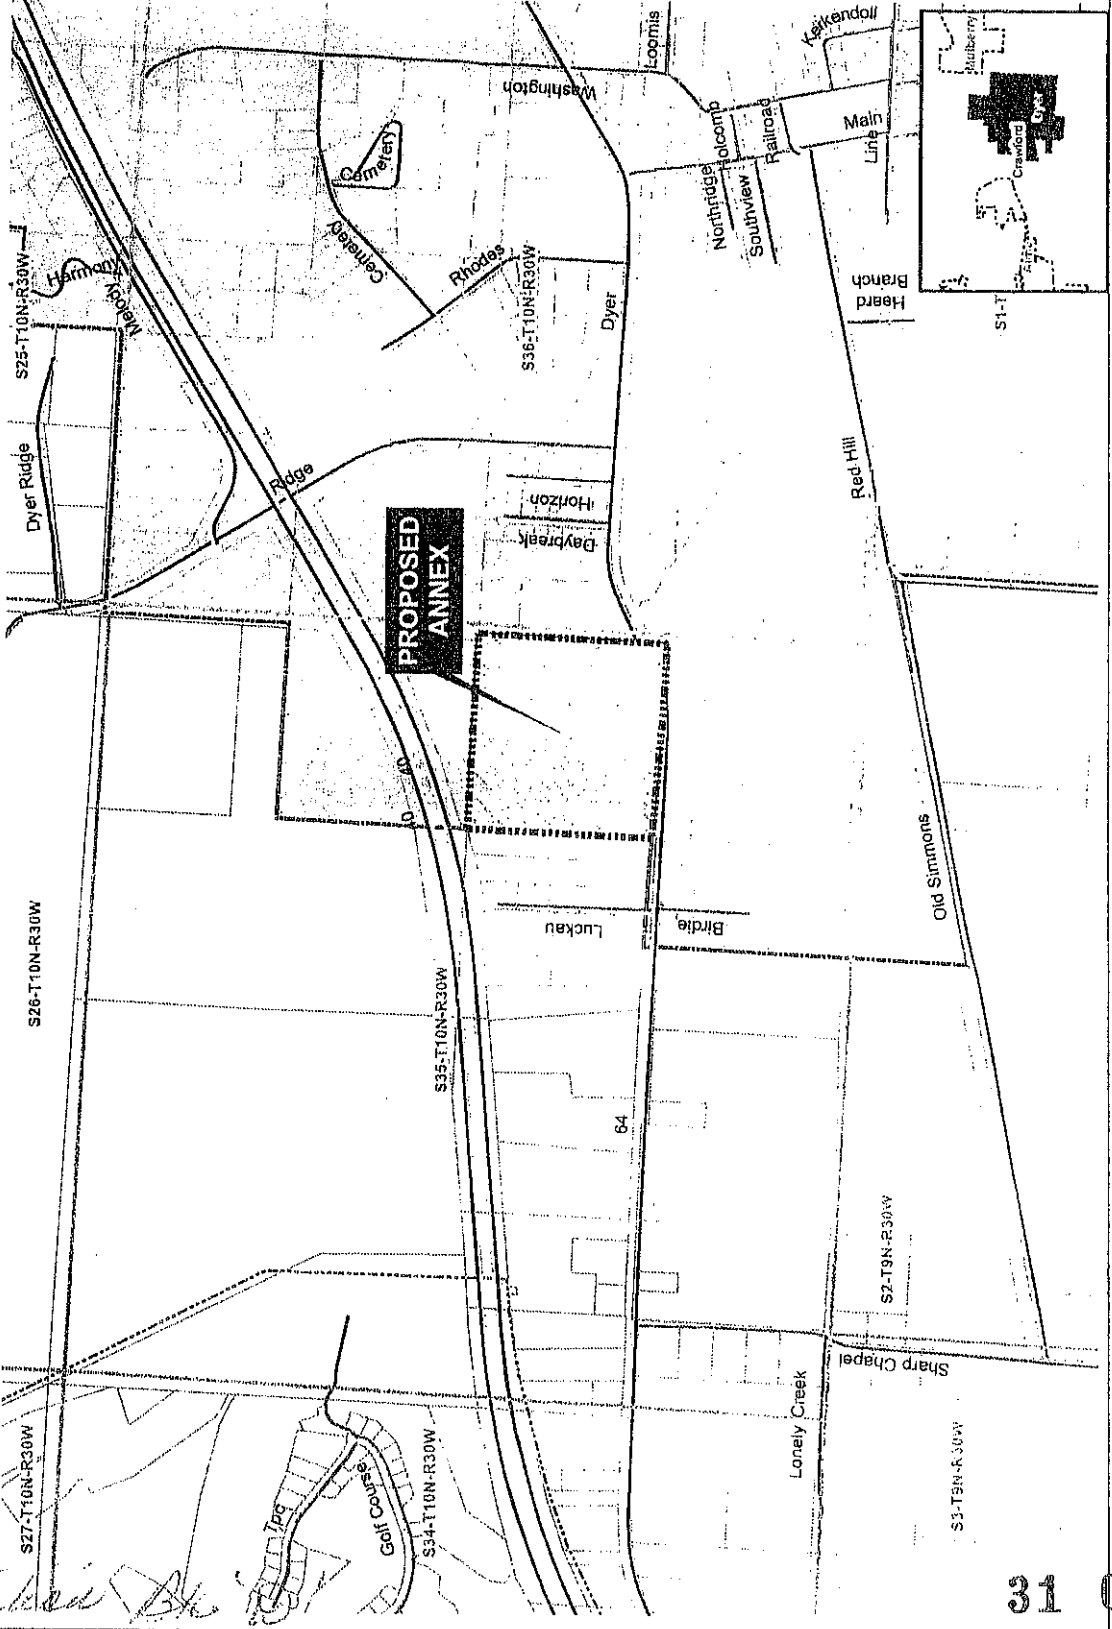 S27-T10N-R30W
S26-T10N-R30W
S25-T10N-R30W
Dyer Ridge
Harmony
Melody
Ridge
Tpq
Golf Course
S34-T10N-R30W
S35-T10N-R30W
40
40
PROPOSED
ANNEX
Cemetery
Cemetery
Rhodes
S36-T10N-R30W
Washington
Loomis
Luckau
Daybreak
Horizon
Dyer
64
Birdie
Northridge
Holcomb
Southview
Railroad
Kerkendoll
Main
Line
Heard
Branch
Red Hill
Old Simmons
Lonely Creek
Sharp Chapel
S2-T9N-R30W
S3-T9N-R30W
S1-T
Mulberry
Crawford
Dyer
Alma
31